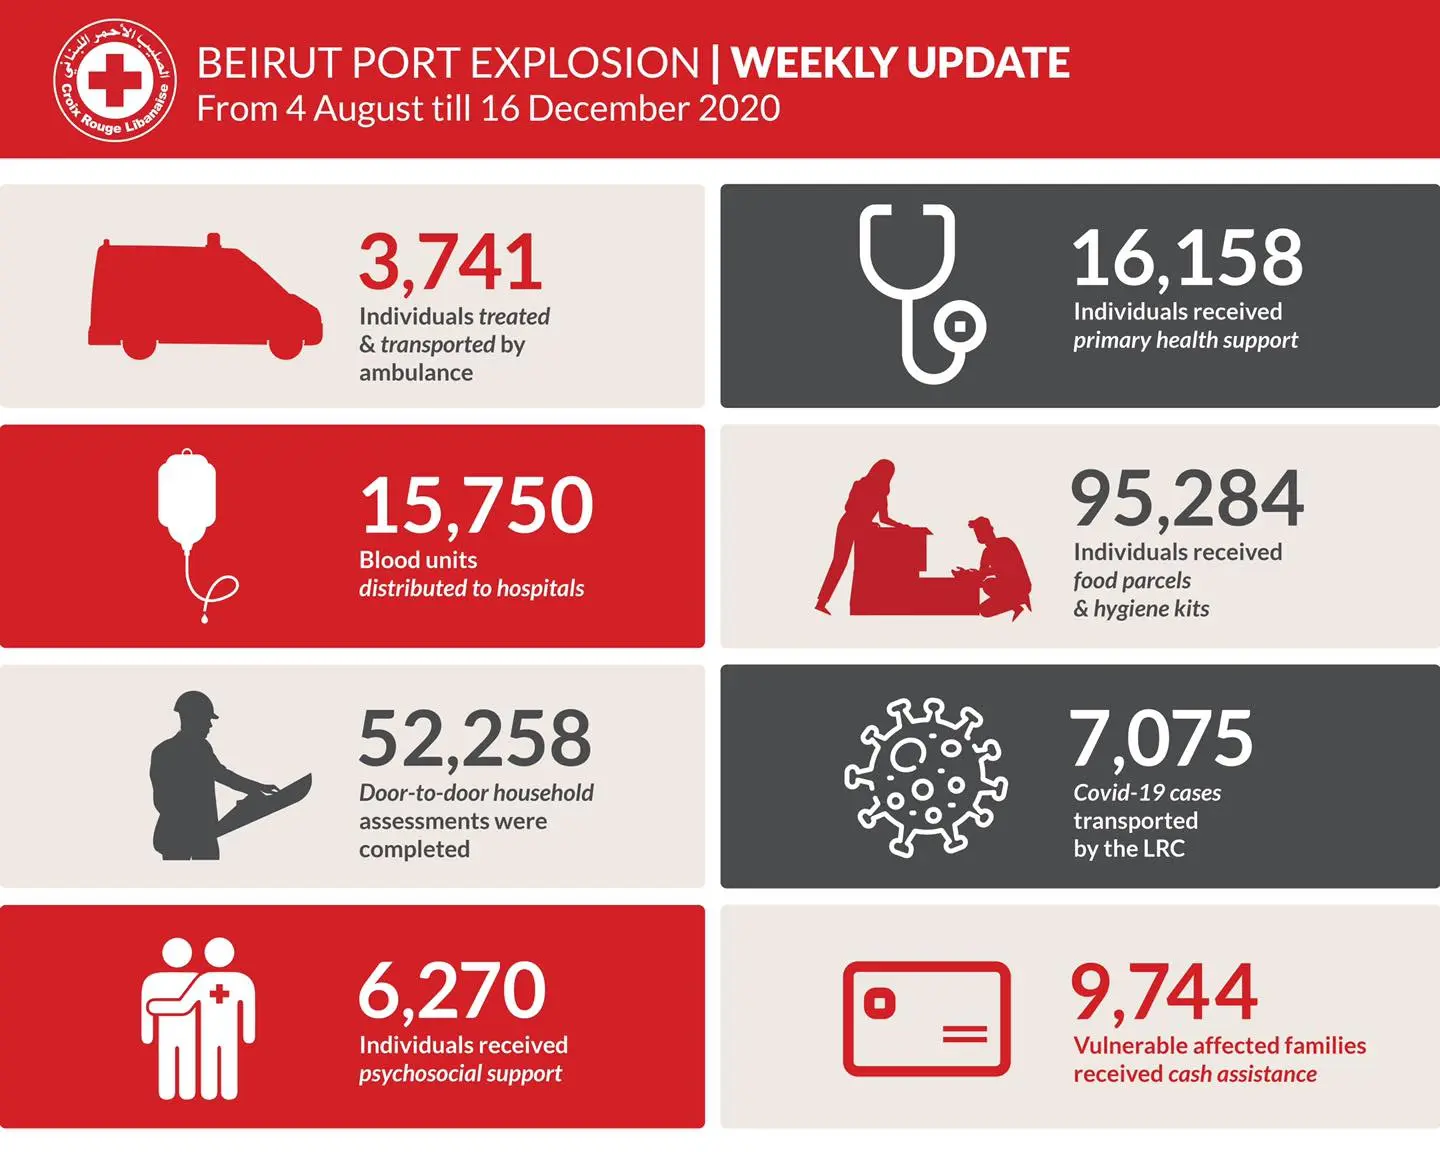 الصليب الأحمر اللبناني
Croix Rouge Libanaise
BEIRUT PORT EXPLOSION | WEEKLY UPDATE
From 4 August till 16 December 2020
3,741
Individuals treated
& transported by
ambulance
16,158
Individuals received
primary health support
15,750
Blood units
distributed to hospitals
95,284
Individuals received
food parcels
& hygiene kits
52,258
Door-to-door household
assessments were
completed
7,075
Covid-19 cases
transported
by the LRC
6,270
Individuals received
psychosocial support
9,744
Vulnerable affected families
received cash assistance